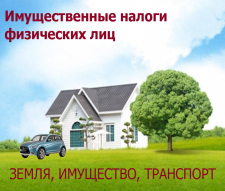 Имущественные налоги
физических лиц
ЗЕМЛЯ, ИМУЩЕСТВО, ТРАНСПОРТ